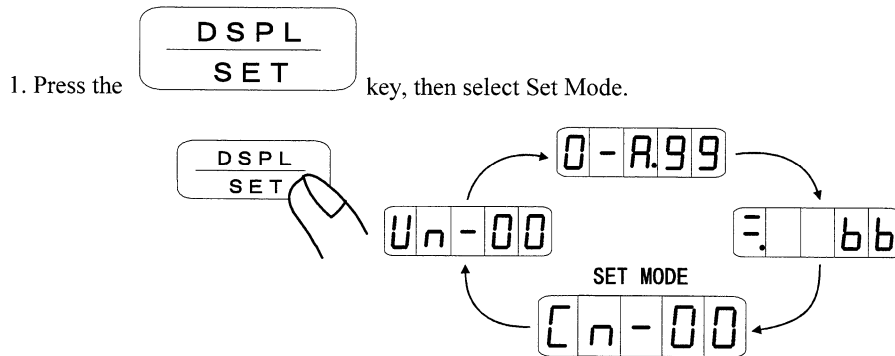 DSPL
SET
1. Press the key, then select Set Mode.
DSPL
SET
0-A.99
Un-00
=. bb
SET MODE
Cn-00